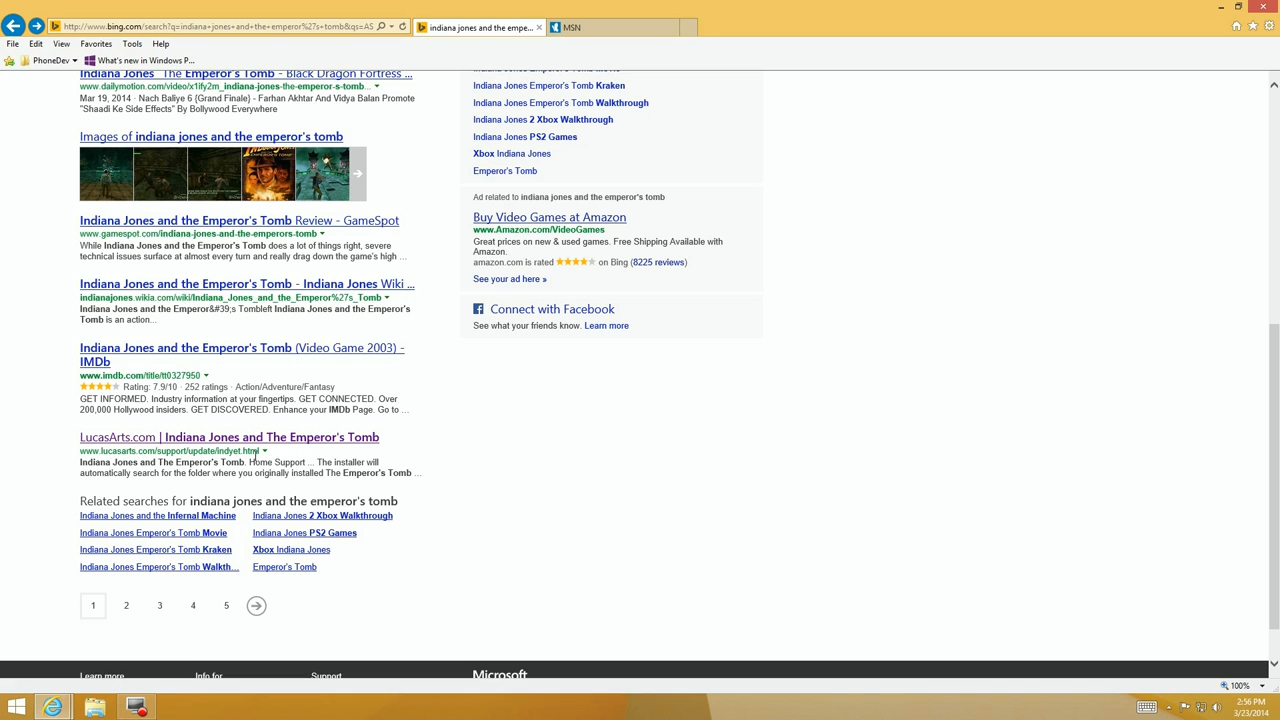 http://www.bing.com/search?q=indiana+jones+and+the+emperor%27s+tomb&qs=AS
indiana jones and the empe...
MSN
File Edit View Favorites Tools Help
PhoneDev
What's new in Windows P...
Indiana Jones The Emperor's Tomb - Black Dragon Fortress ...
www.dailymotion.com/video/x1ify2m_indiana-jones-the-emperor-s-tomb...
Mar 19, 2014 · Nach Baliye 6 {Grand Finale} - Farhan Akhtar And Vidya Balan Promote
"Shaadi Ke Side Effects" By Bollywood Everywhere
Images of indiana jones and the emperor's tomb
Indiana Jones and the Emperor's Tomb Review - GameSpot
www.gamespot.com/indiana-jones-and-the-emperors-tomb
While Indiana Jones and the Emperor's Tomb does a lot of things right, severe
technical issues surface at almost every turn and really drag down the game's high ...
Indiana Jones and the Emperor's Tomb - Indiana Jones Wiki ...
indianajones.wikia.com/wiki/Indiana_Jones_and_the_Emperor%27s_Tomb
Indiana Jones and the Emperor&#39;s Tombleft Indiana Jones and the Emperor's
Tomb is an action...
Indiana Jones and the Emperor's Tomb (Video Game 2003) -
IMDb
www.imdb.com/title/tt0327950
Rating: 7.9/10 · 252 ratings · Action/Adventure/Fantasy
GET INFORMED. Industry information at your fingertips. GET CONNECTED. Over
200,000 Hollywood insiders. GET DISCOVERED. Enhance your IMDb Page. Go to ...
LucasArts.com | Indiana Jones and The Emperor's Tomb
www.lucasarts.com/support/update/indyet.html
Indiana Jones and The Emperor's Tomb. Home Support ... The installer will
automatically search for the folder where you originally installed The Emperor's Tomb ...
Related searches for indiana jones and the emperor's tomb
Indiana Jones and the Infernal Machine
Indiana Jones 2 Xbox Walkthrough
Indiana Jones Emperor's Tomb Movie
Indiana Jones PS2 Games
Indiana Jones Emperor's Tomb Kraken
Xbox Indiana Jones
Indiana Jones Emperor's Tomb Walkth...
Emperor's Tomb
1 2 3 4 5
Indiana Jones Emperor's Tomb Kraken
Indiana Jones Emperor's Tomb Walkthrough
Indiana Jones 2 Xbox Walkthrough
Indiana Jones PS2 Games
Xbox Indiana Jones
Emperor's Tomb
Ad related to indiana jones and the emperor's tomb
Buy Video Games at Amazon
www.Amazon.com/VideoGames
Great prices on new & used games. Free Shipping Available with
Amazon.
amazon.com is rated on Bing (8225 reviews)
See your ad here »
Connect with Facebook
See what your friends know. Learn more
Learn more
Info for
Support
Microsoft
100%
2:56 PM
3/23/2014